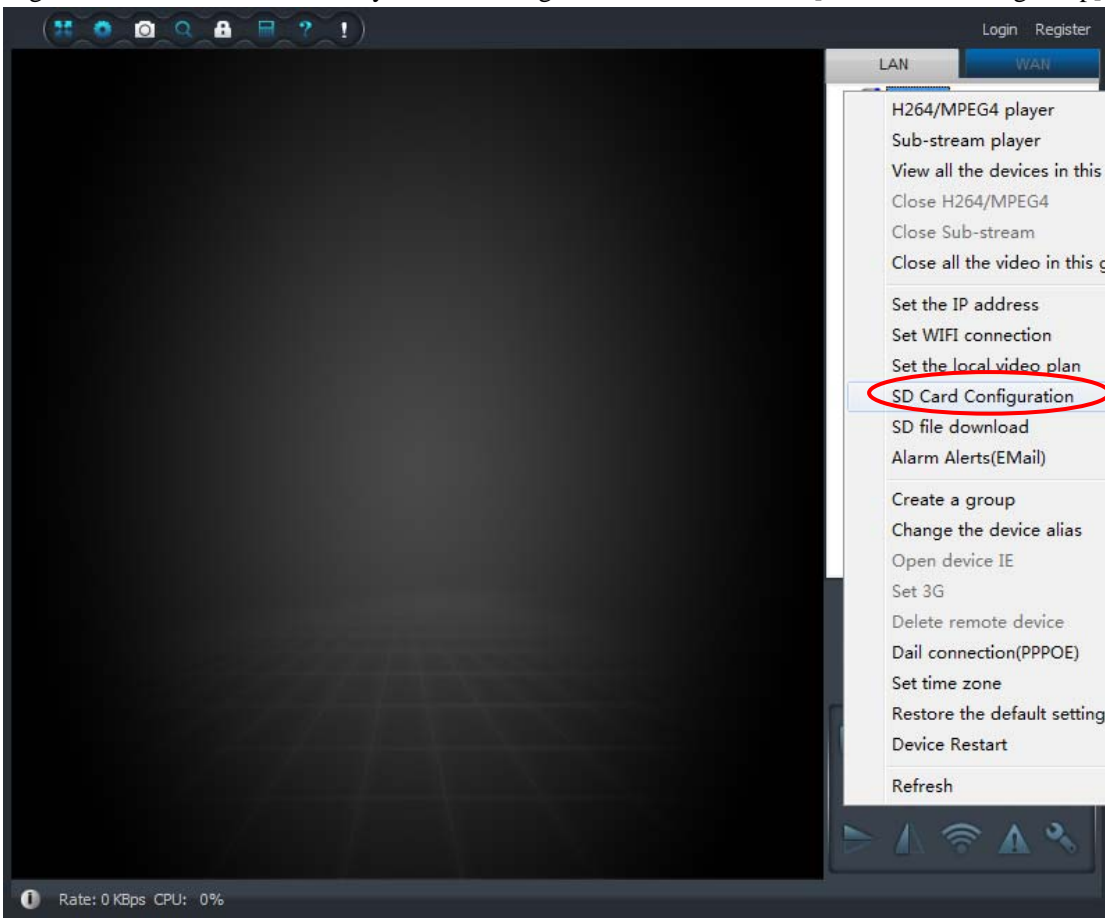 Login Register
LAN WAN
H264/MPEG4 player
Sub-stream player
View all the devices in this
Close H264/MPEG4
Close Sub-stream
Close all the video in this g
Set the IP address
Set WIFI connection
Set the local video plan
SD Card Configuration
SD file download
Alarm Alerts(EMail)
Create a group
Change the device alias
Open device IE
Set 3G
Delete remote device
Dail connection(PPPOE)
Set time zone
Restore the default setting
Device Restart
Refresh
Rate: 0 KBps CPU: 0%